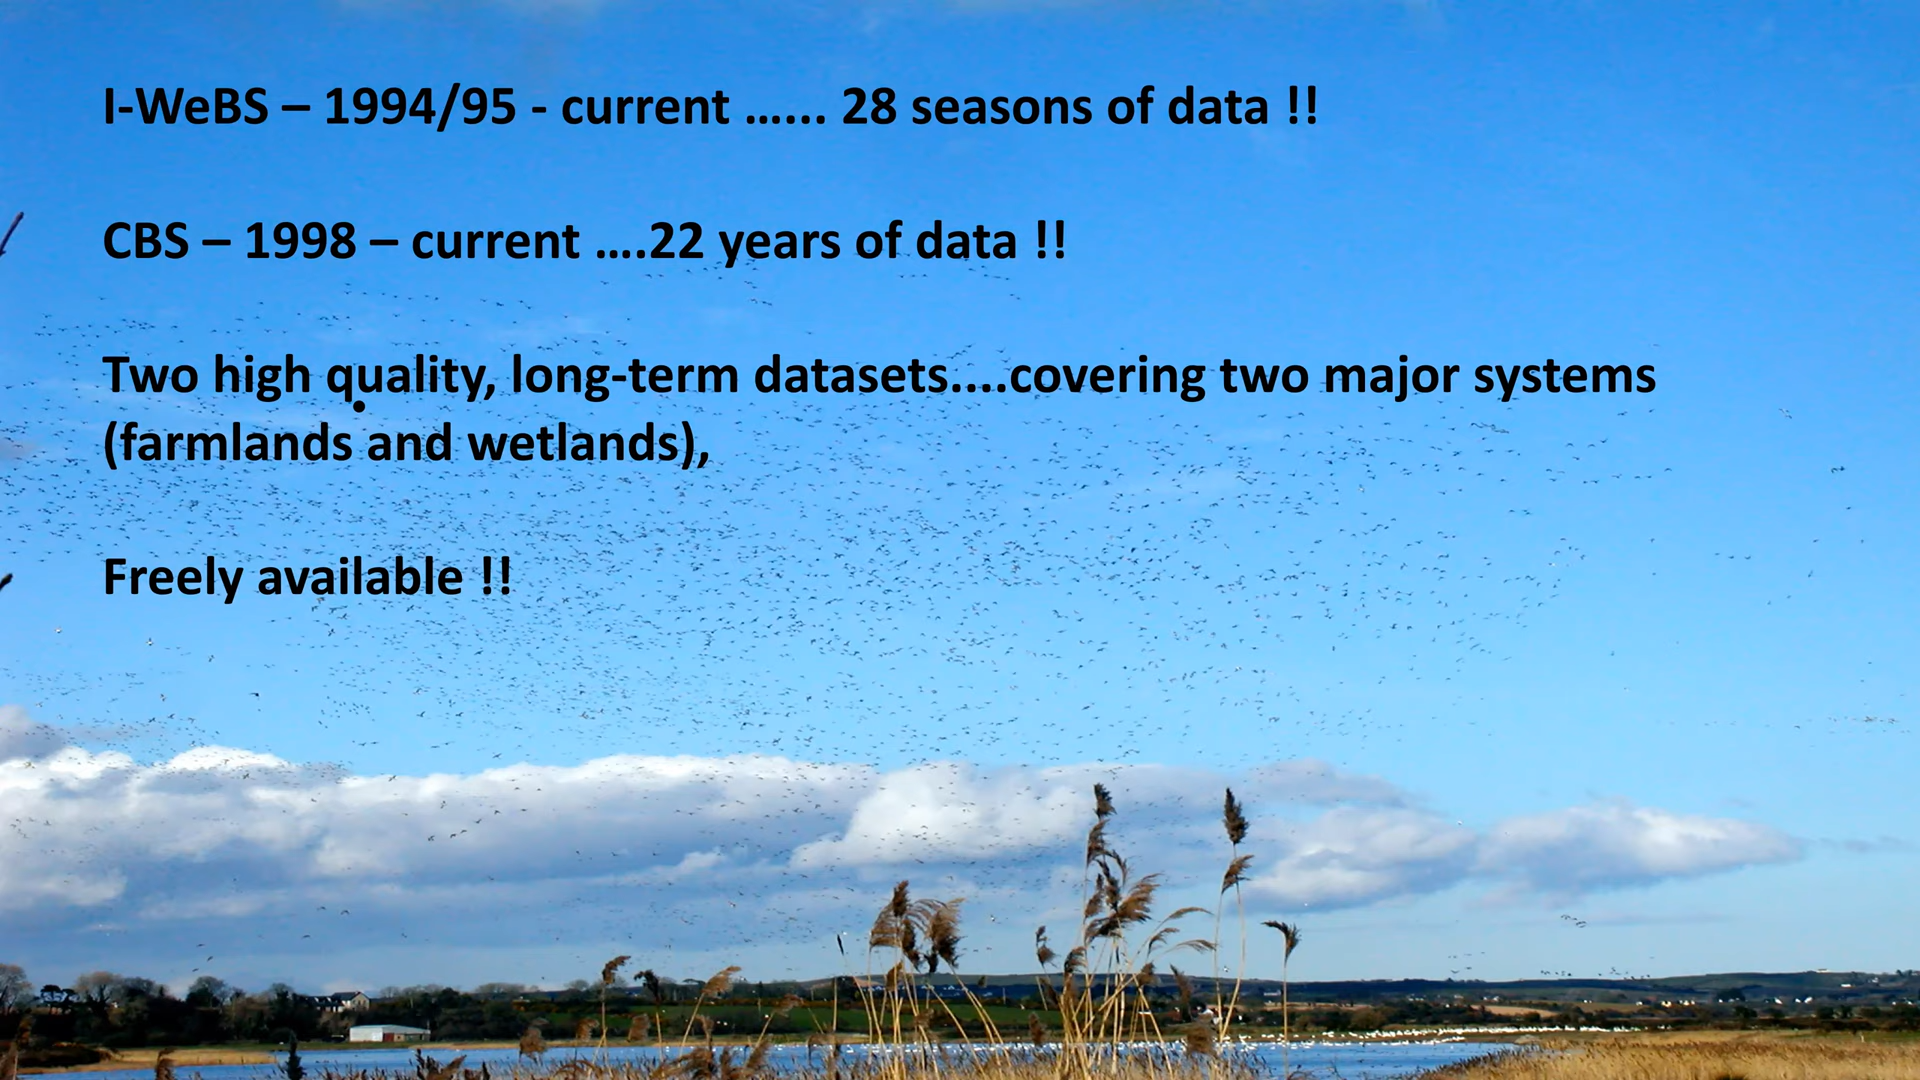 I-WeBS – 1994/95 - current …... 28 seasons of data !!
CBS – 1998 – current ….22 years of data !!
Two high quality, long-term datasets....covering two major systems
(farmlands and wetlands),
Freely available !!